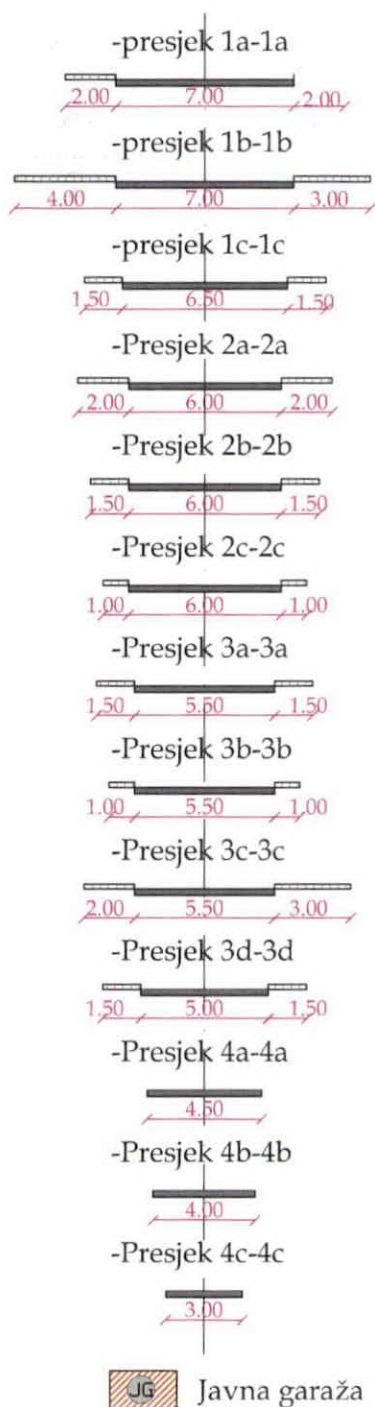 -presjek 1a-1a
2.00 7.00 2.00
-presjek 1b-1b
4.00 7.00 3.00
-presjek 1c-1c
1.50 6.50 1.50
-Presjek 2a-2a
2.00 6.00 2.00
-Presjek 2b-2b
1.50 6.00 1.50
-Presjek 2c-2c
1.00 6.00 1.00
-Presjek 3a-3a
1.50 5.50 1.50
-Presjek 3b-3b
1.00 5.50 1.00
-Presjek 3c-3c
2.00 5.50 3.00
-Presjek 3d-3d
1.50 5.00 1.50
-Presjek 4a-4a
4.50
-Presjek 4b-4b
4.00
-Presjek 4c-4c
3.00
JG Javna garaža